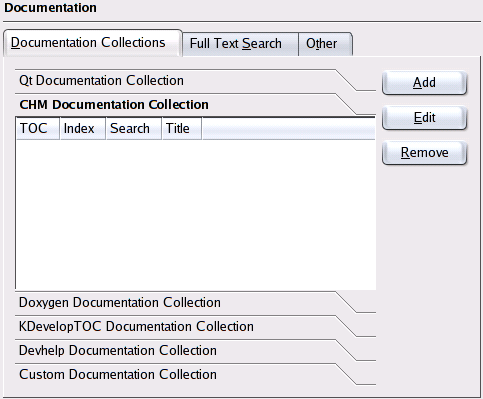 Documentation
Documentation Collections Full Text Search Other
Qt Documentation Collection
Add
CHM Documentation Collection
Edit
TOC Index Search Title
Remove
Doxygen Documentation Collection
KDevelopTOC Documentation Collection
Devhelp Documentation Collection
Custom Documentation Collection